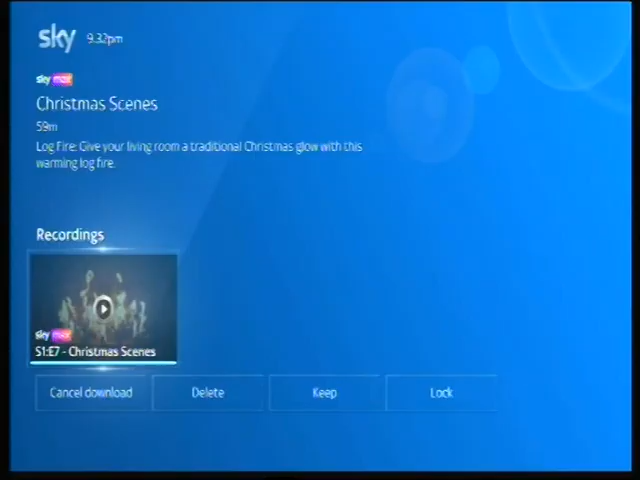 sky 9.32pm
sky max
Christmas Scenes
59m
Log Fire: Give your living room a traditional Christmas glow with this
warming log fire.
Recordings
sky max
S1:E7 - Christmas Scenes
Cancel download Delete Keep Lock